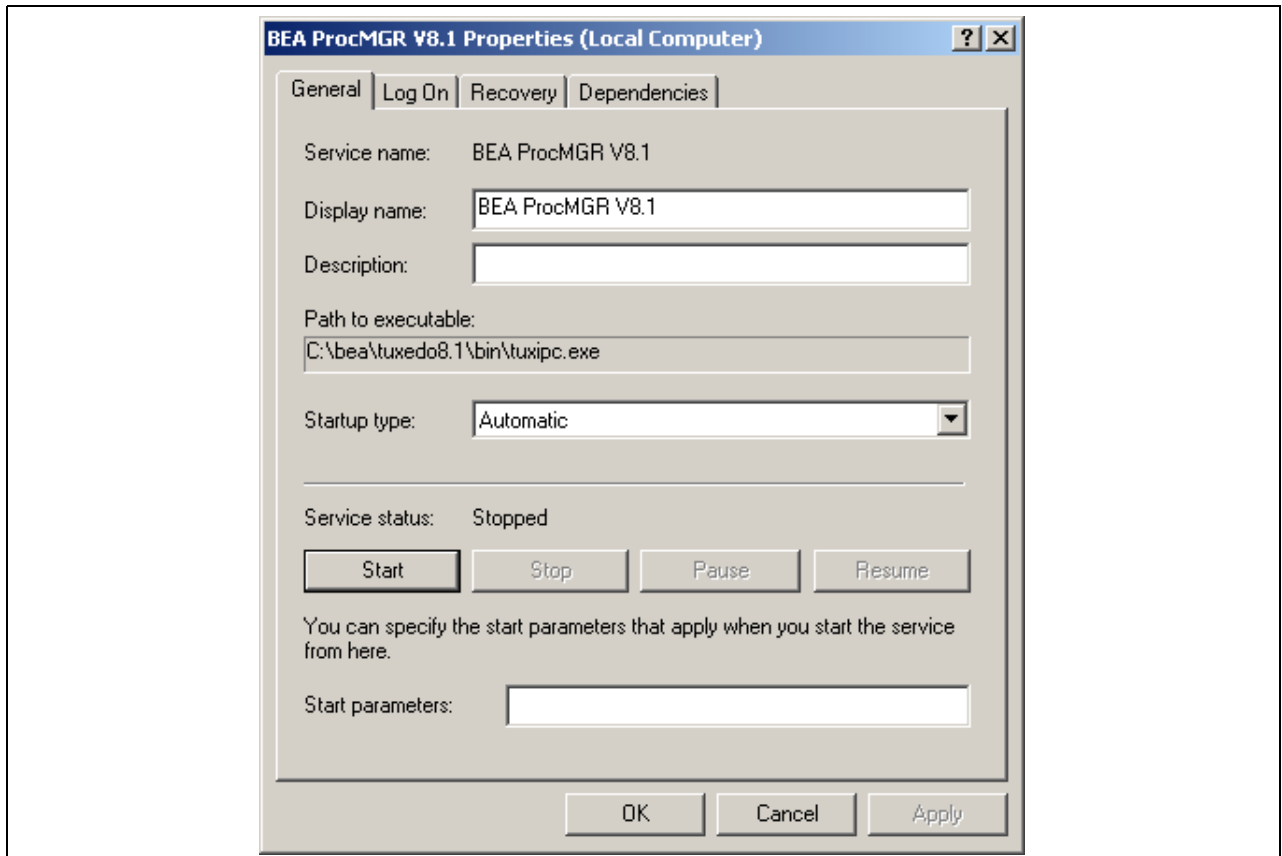 BEA ProcMGR V8.1 Properties (Local Computer)
General Log On Recovery Dependencies
Service name: BEA ProcMGR V8.1
Display name: BEA ProcMGR V8.1
Description:
Path to executable:
C:\bea\tuxedo8.1\bin\tuxipc.exe
Startup type: Automatic
Service status: Stopped
Start Stop Pause Resume
You can specify the start parameters that apply when you start the service
from here.
Start parameters:
OK Cancel Apply